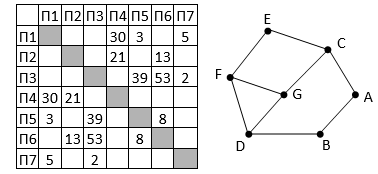 П1 П2 П3 П4 П5 П6 П7
П1 30 3 5
П2 21 13
П3 39 53 2
П4 30 21
П5 3 39 8
П6 13 53 8
П7 5 2
E
C
F
G
A
D
B